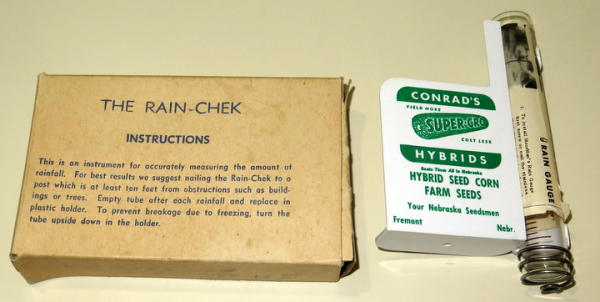 THE RAIN-CHEK
INSTRUCTIONS
This is an instrument for accurately measuring the amount of
rainfall. For best results we suggest nailing the Rain-Chek to a
post which is at least ten feet from obstructions such as build-
ings or trees. Empty tube after each rainfall and replace in
plastic holder. To prevent breakage due to freezing, turn the
tube upside down in the holder.
CONRAD'S
YIELD MORE
SUPER-GRO
COST LESS
HYBRIDS
Beats Them All in Nebraska
HYBRID SEED CORN
FARM SEEDS
Your Nebraska Seedsmen
Fremont Nebr.
RAIN GAUGE
1. To install